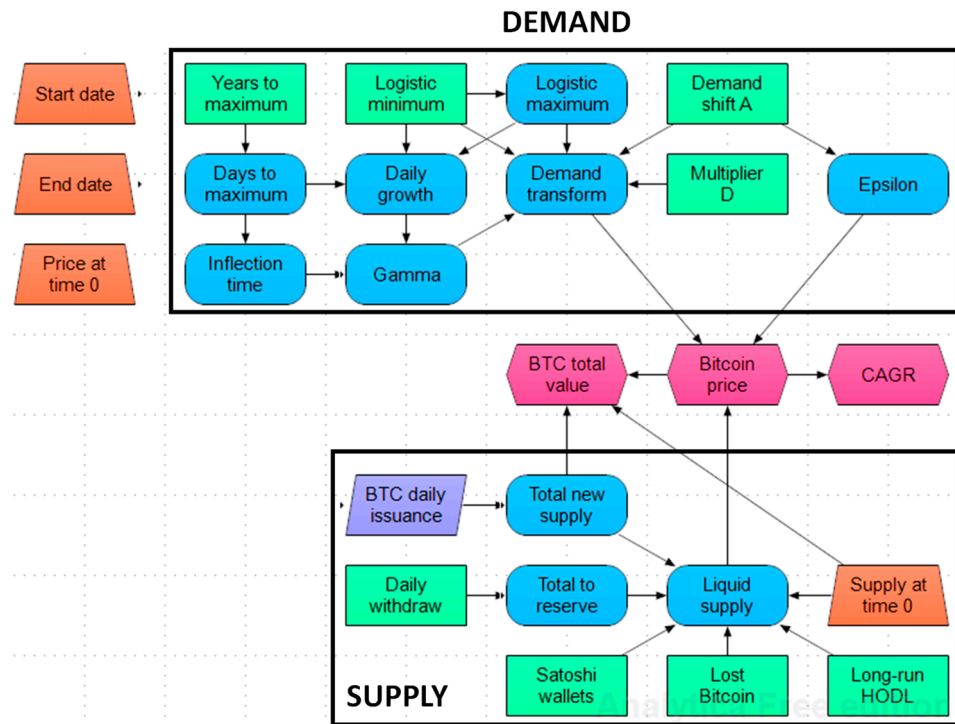 DEMAND
Start date
Years to
maximum
Logistic
minimum
Logistic
maximum
Demand
shift A
End date
Days to
maximum
Daily
growth
Demand
transform
Multiplier
D
Epsilon
Price at
time 0
Inflection
time
Gamma
BTC total
value
Bitcoin
price
CAGR
BTC daily
issuance
Total new
supply
Daily
withdraw
Total to
reserve
Liquid
supply
Supply at
time 0
Satoshi
wallets
Lost
Bitcoin
Long-run
HODL
SUPPLY
Analytica Free edition